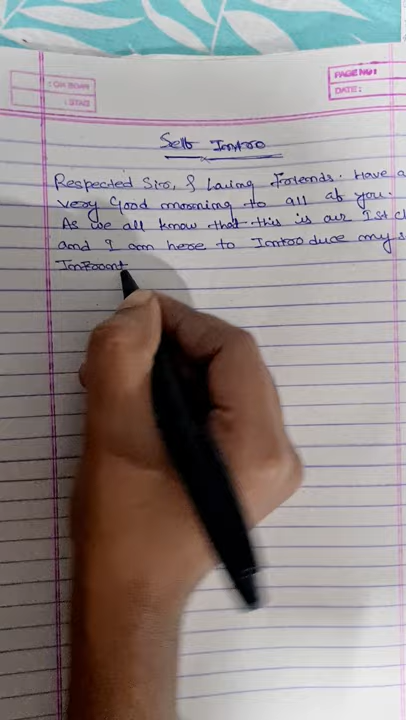 PAGE NO:
DATE:
Self Intro
Respected Sir, & Loving Friends. Have a
very Good morning to all of you.
As we all know that this is our 1st cl
and I am here to Introduce my s
InFront